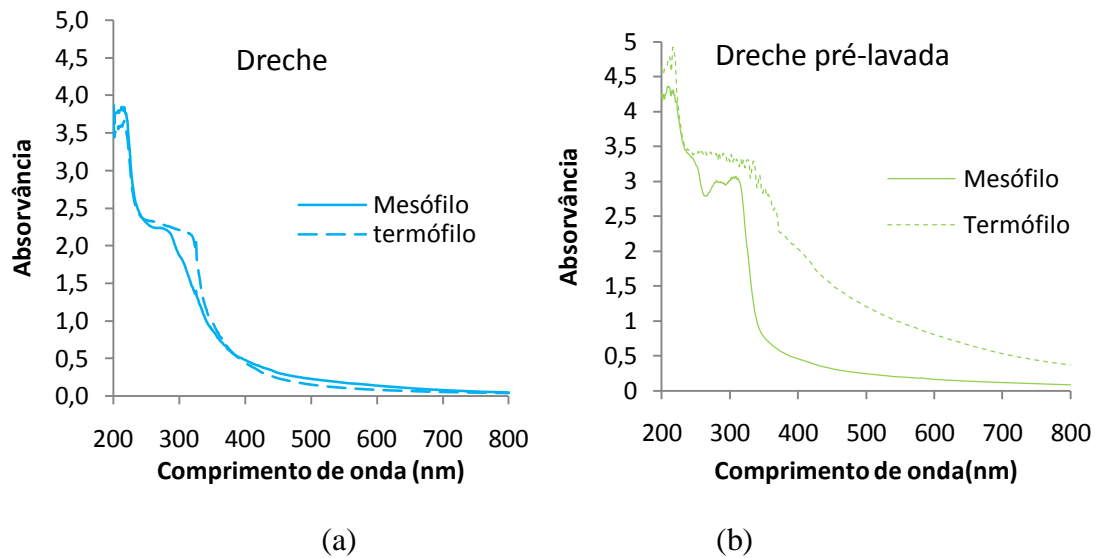 Dreche
5,0
4,5
4,0
3,5
3,0
2,5
2,0
1,5
1,0
0,5
0,0
Absorvância
Mesófilo
termófilo
200 300 400 500 600 700 800
Comprimento de onda (nm)
(a)
Dreche pré-lavada
5
4,5
4
3,5
3
2,5
2
1,5
1
0,5
0
Absorvância
Mesófilo
Termófilo
200 300 400 500 600 700 800
Comprimento de onda(nm)
(b)